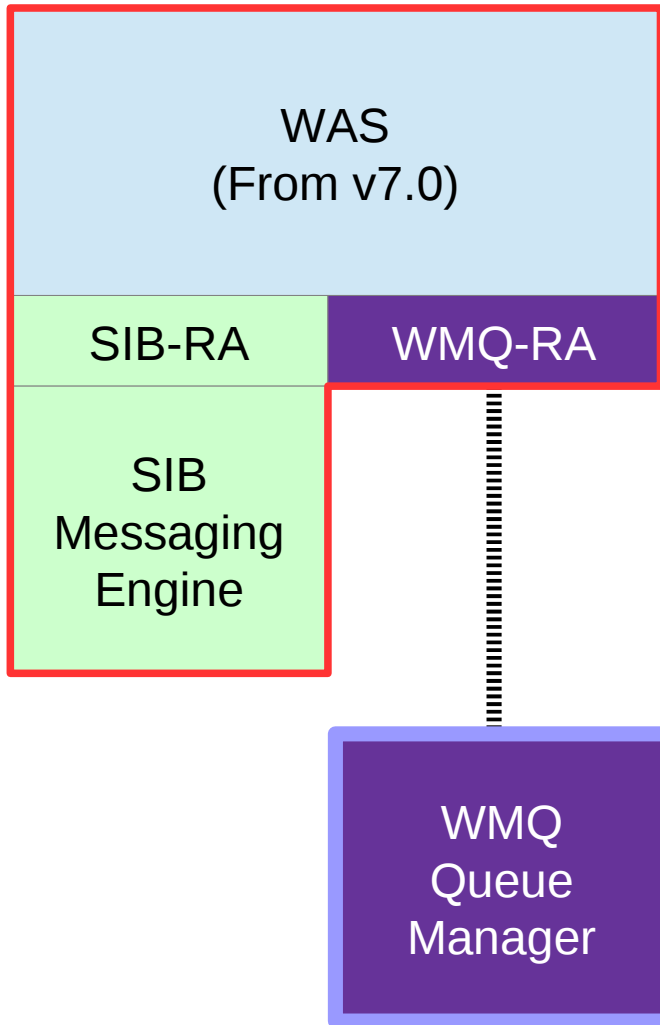 WAS
(From v7.0)
SIB-RA
WMQ-RA
SIB
Messaging
Engine
WMQ
Queue
Manager